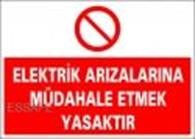 ELEKTRİK ARIZALARINA
MÜDAHALE ETMEK
YASAKTIR